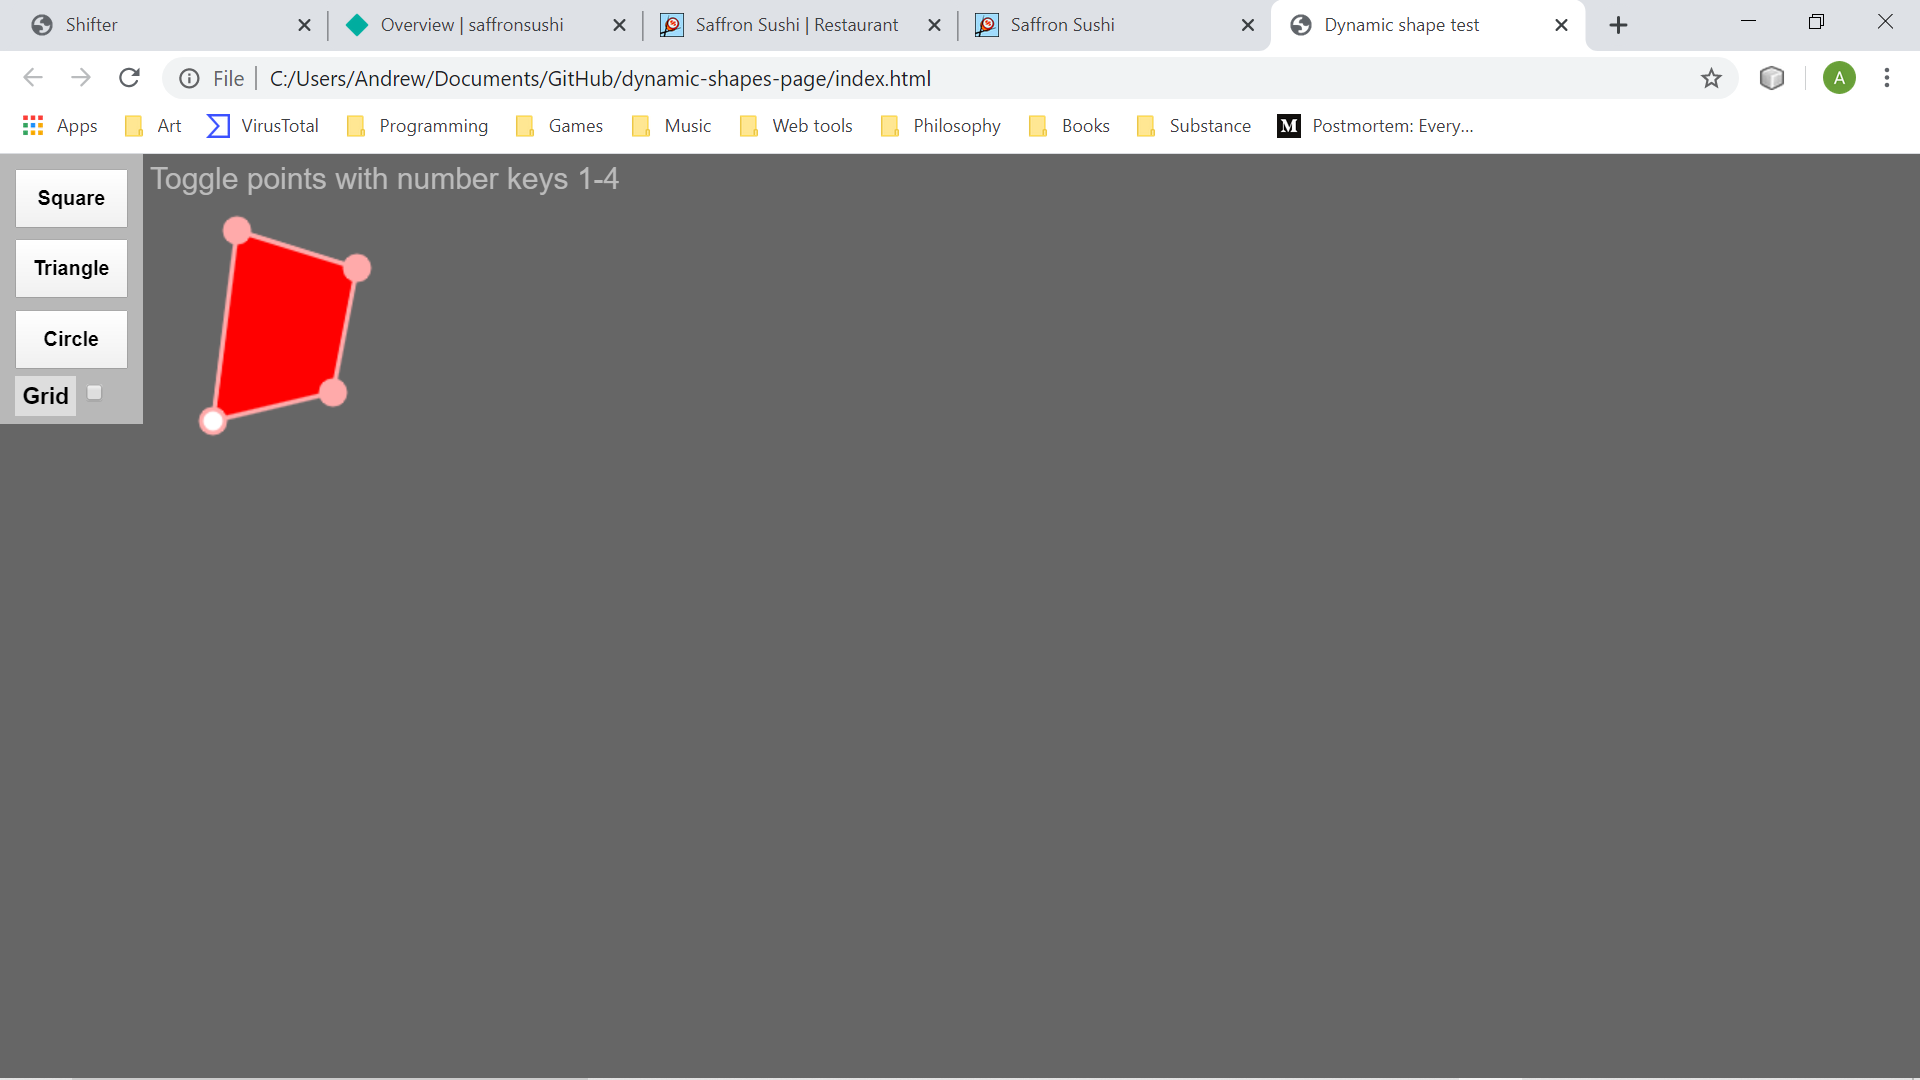 Shifter
Overview | saffronsushi
Saffron Sushi | Restaurant
Saffron Sushi
Dynamic shape test
File
C:/Users/Andrew/Documents/GitHub/dynamic-shapes-page/index.html
A
Apps
Art
VirusTotal
Programming
Games
Music
Web tools
Philosophy
Books
Substance
M
Postmortem: Every...
Toggle points with number keys 1-4
Square
Triangle
Circle
Grid